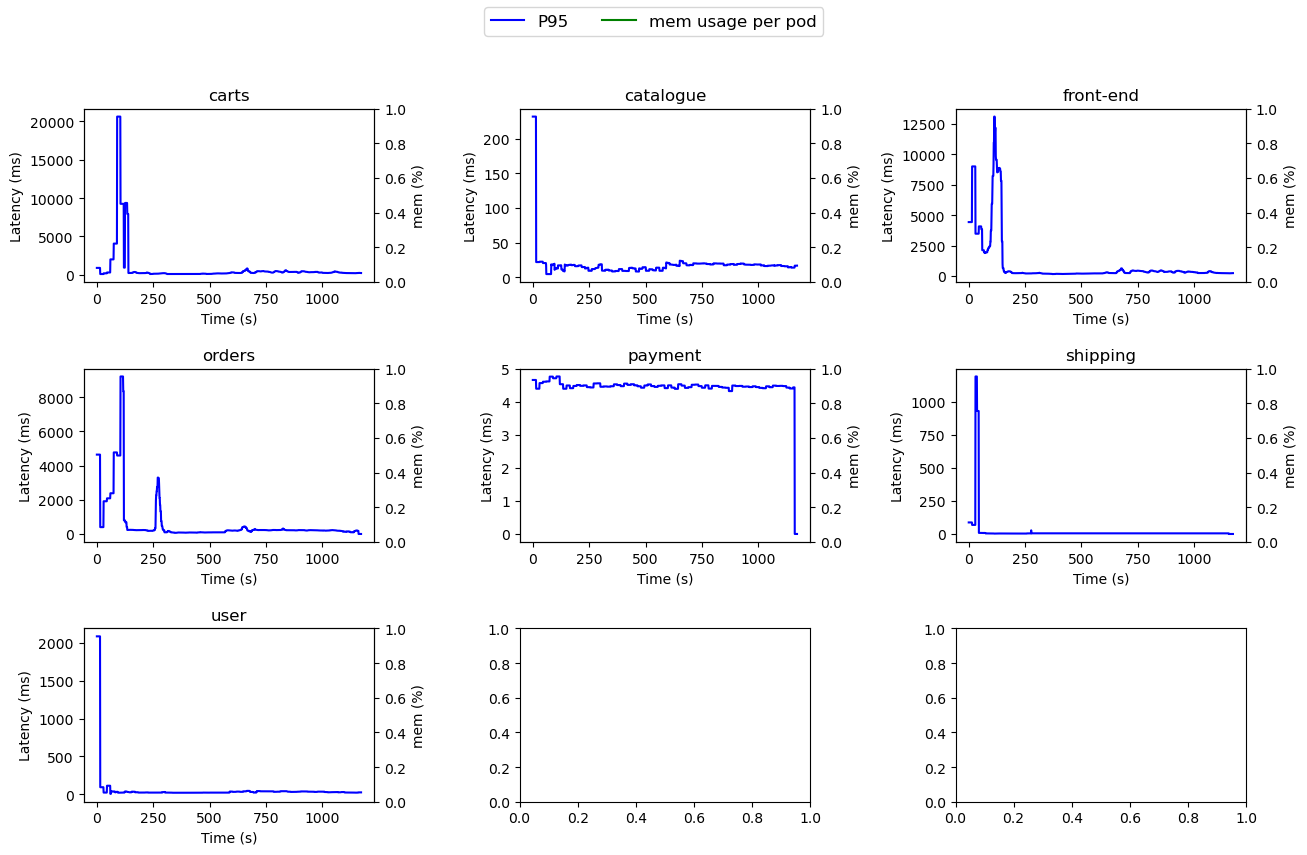 P95 mem usage per pod
carts
Latency (ms)
20000
15000
10000
5000
0
0 250 500 750 1000
Time (s)
1.0
0.8
0.6
0.4
0.2
0.0
mem (%)
catalogue
Latency (ms)
200
150
100
50
0
0 250 500 750 1000
Time (s)
1.0
0.8
0.6
0.4
0.2
0.0
mem (%)
front-end
Latency (ms)
12500
10000
7500
5000
2500
0
0 250 500 750 1000
Time (s)
1.0
0.8
0.6
0.4
0.2
0.0
mem (%)
orders
Latency (ms)
8000
6000
4000
2000
0
0 250 500 750 1000
Time (s)
1.0
0.8
0.6
0.4
0.2
0.0
mem (%)
payment
Latency (ms)
5
4
3
2
1
0
0 250 500 750 1000
Time (s)
1.0
0.8
0.6
0.4
0.2
0.0
mem (%)
shipping
Latency (ms)
1000
750
500
250
0
0 250 500 750 1000
Time (s)
1.0
0.8
0.6
0.4
0.2
0.0
mem (%)
user
Latency (ms)
2000
1500
1000
500
0
0 250 500 750 1000
Time (s)
1.0
0.8
0.6
0.4
0.2
0.0
mem (%)
1.0
0.8
0.6
0.4
0.2
0.0
0.0 0.2 0.4 0.6 0.8 1.0
1.0
0.8
0.6
0.4
0.2
0.0
0.0 0.2 0.4 0.6 0.8 1.0